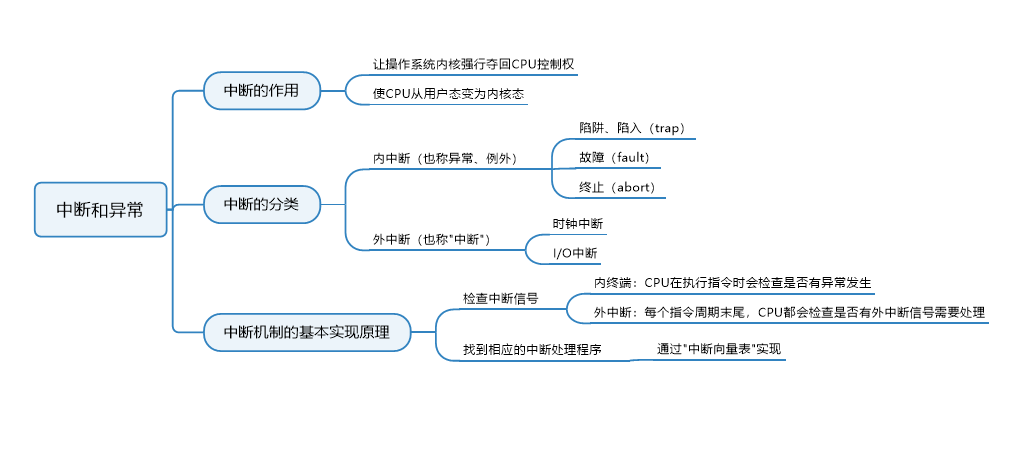 中断和异常
中断的作用
让操作系统内核强行夺回CPU控制权
使CPU从用户态变为内核态
中断的分类
内中断（也称异常、例外）
陷阱、陷入（trap）
故障（fault）
终止（abort）
外中断（也称"中断"）
时钟中断
I/O中断
中断机制的基本实现原理
检查中断信号
内终端：CPU在执行指令时会检查是否有异常发生
外中断：每个指令周期末尾，CPU都会检查是否有外中断信号需要处理
找到相应的中断处理程序
通过"中断向量表"实现